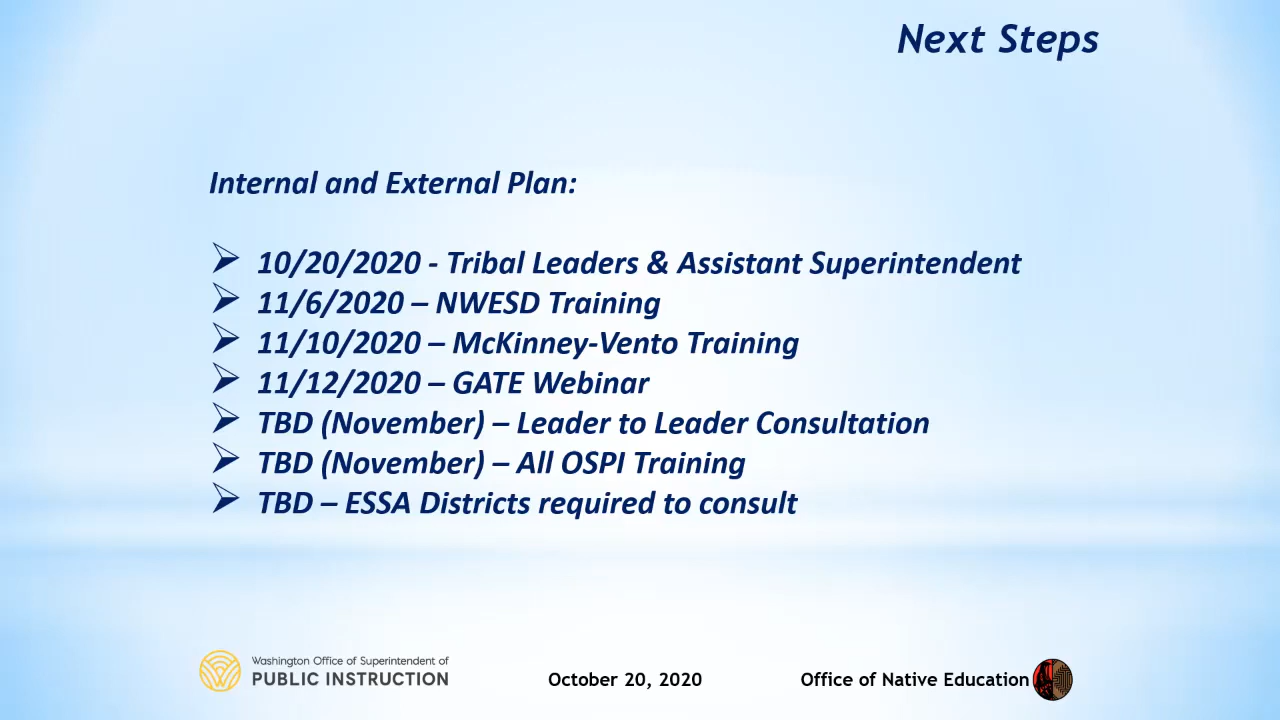 Next Steps
Internal and External Plan:
10/20/2020 - Tribal Leaders & Assistant Superintendent
11/6/2020 – NWESD Training
11/10/2020 – McKinney-Vento Training
11/12/2020 – GATE Webinar
TBD (November) – Leader to Leader Consultation
TBD (November) – All OSPI Training
TBD – ESSA Districts required to consult
Washington Office of Superintendent of
PUBLIC INSTRUCTION
October 20, 2020
Office of Native Education